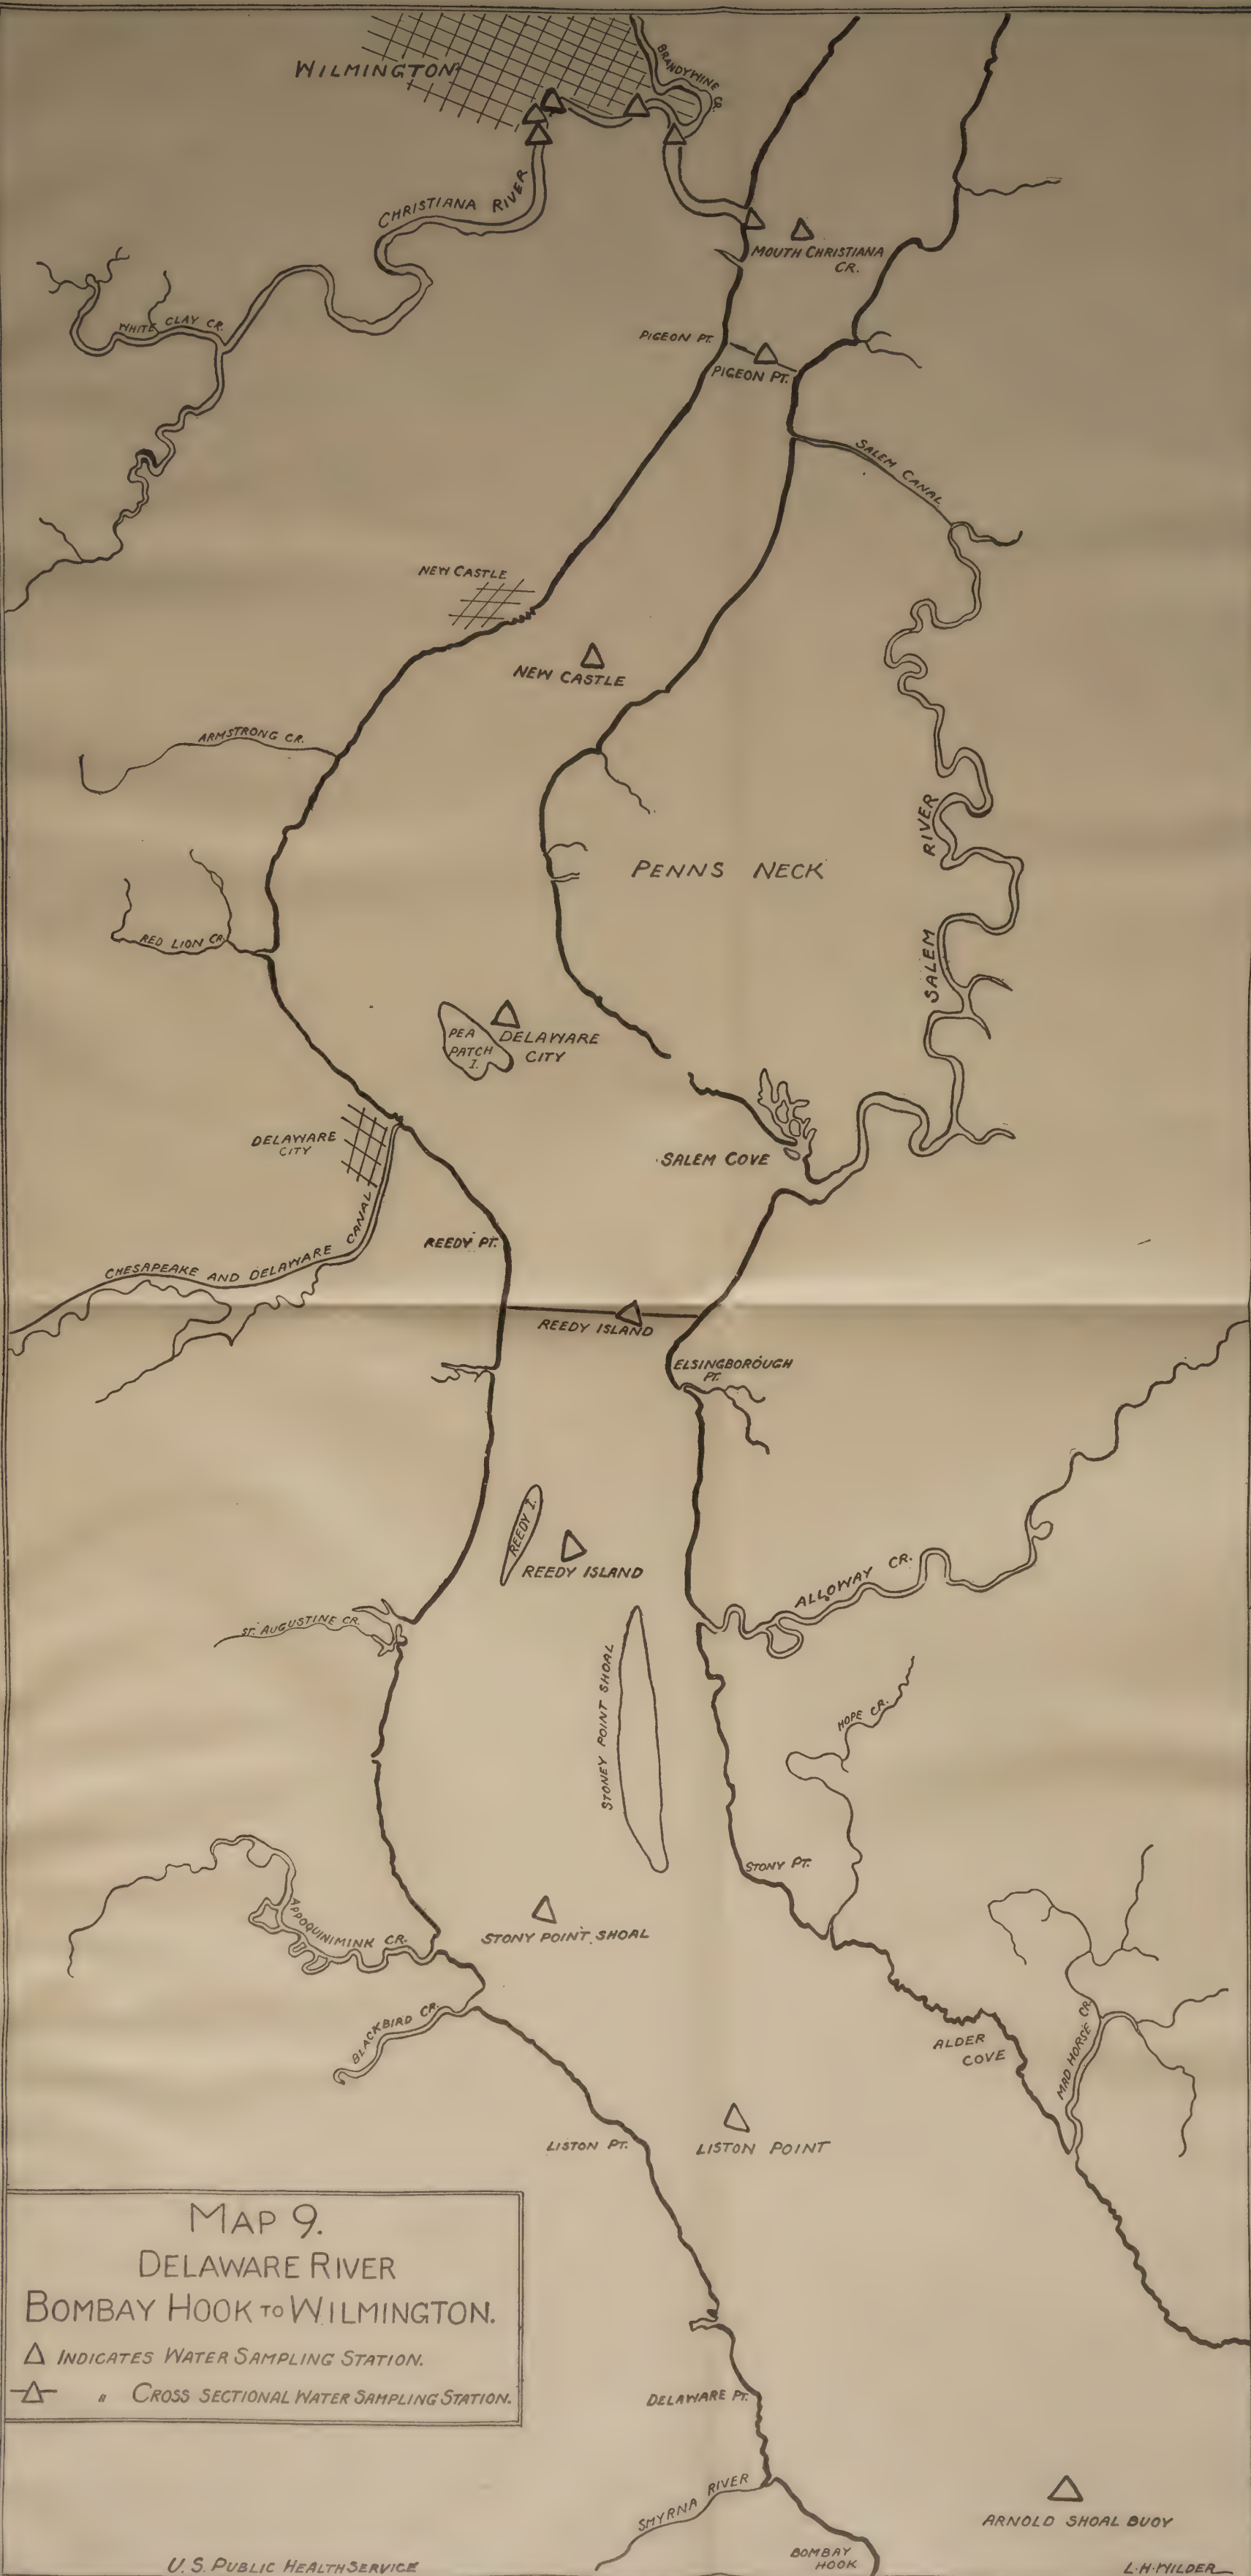 WILMINGTON
BRANDYWINE CR.
CHRISTIANA RIVER
MOUTH CHRISTIANA
CR.
WHITE CLAY CR.
PIGEON PT.
PIGEON PT.
SALEM CANAL
NEW CASTLE
NEW CASTLE
ARMSTRONG CR.
PENNS NECK
SALEM RIVER
RED LION CR.
PEA
PATCH
I.
DELAWARE
CITY
DELAWARE
CITY
SALEM COVE
REEDY PT.
CHESAPEAKE AND DELAWARE CANAL
REEDY ISLAND
ELSINGBOROUGH
PT.
REEDY I.
REEDY ISLAND
ALLOWAY CR.
ST. AUGUSTINE CR.
STONEY POINT SHOAL
HOPE CR.
STONY PT.
APPOQUINIMINK CR.
STONY POINT SHOAL
BLACKBIRD CR.
ALDER
COVE
MAD HORSE CR.
LISTON PT.
LISTON POINT
MAP 9.
DELAWARE RIVER
BOMBAY HOOK TO WILMINGTON.
INDICATES WATER SAMPLING STATION.
" CROSS SECTIONAL WATER SAMPLING STATION.
DELAWARE PT.
SMYRNA RIVER
ARNOLD SHOAL BUOY
BOMBAY
HOOK
U.S. PUBLIC HEALTH SERVICE
L.H.WILDER